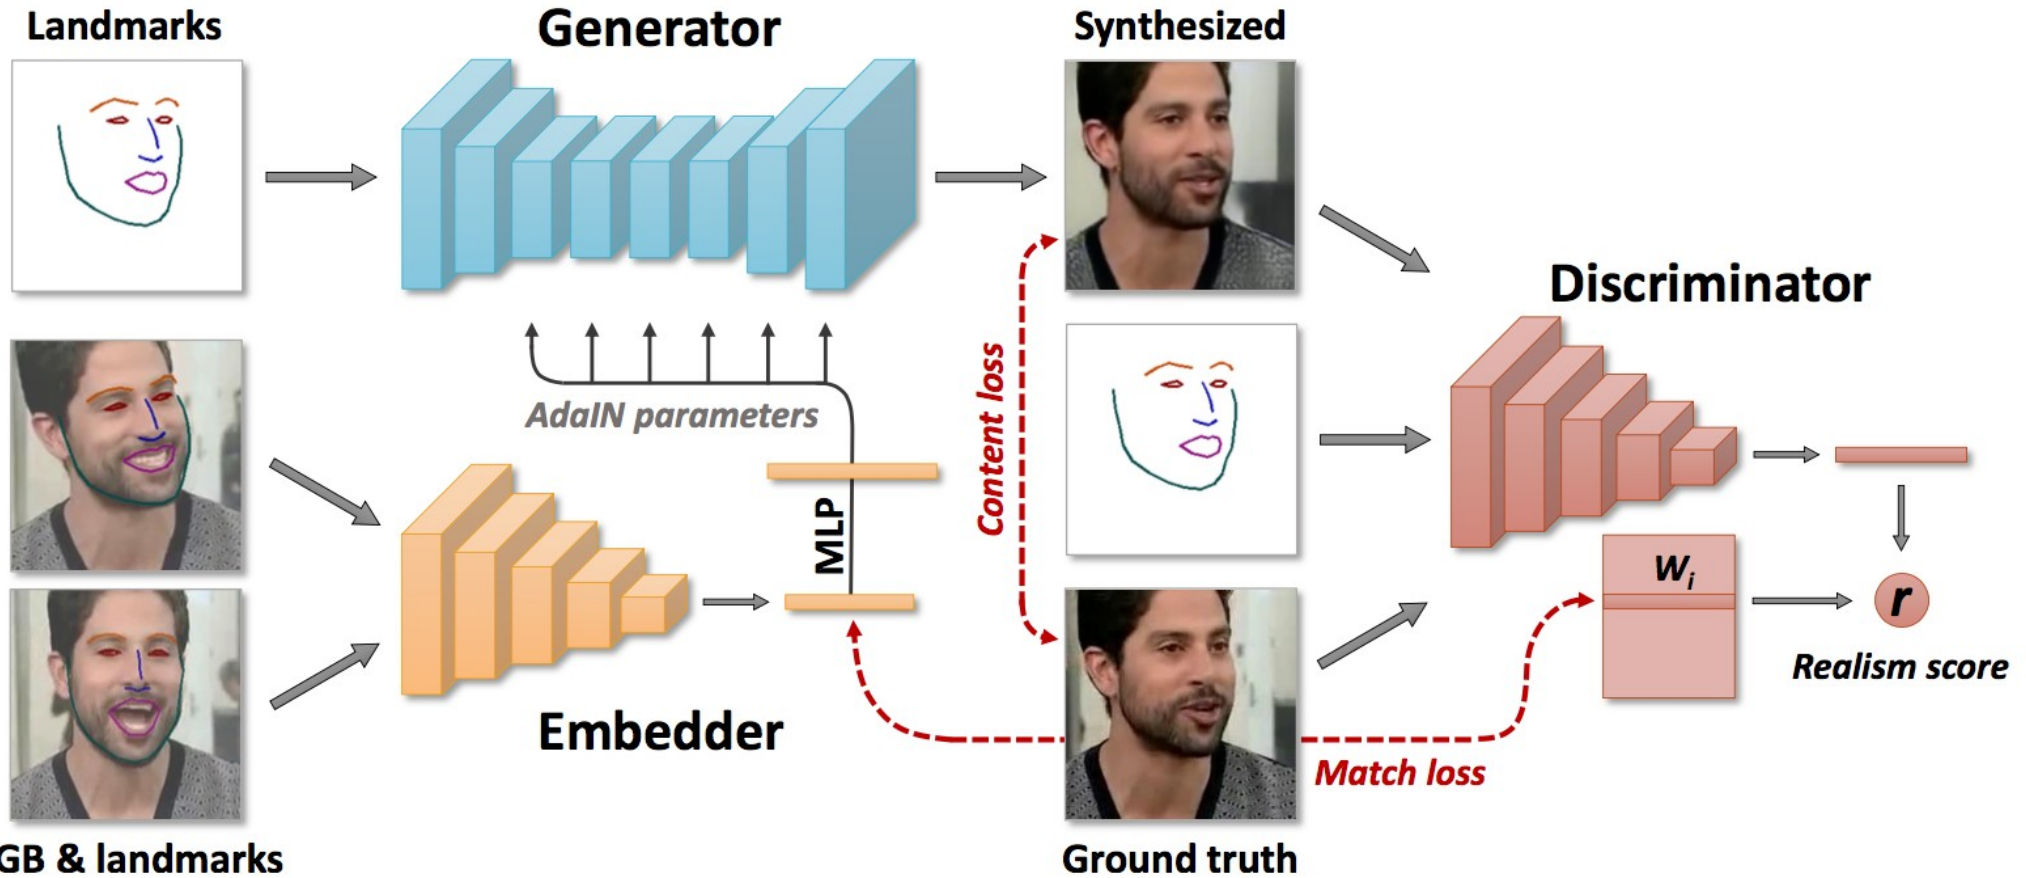 Landmarks
Generator
Synthesized
Discriminator
AdaIN parameters
Content loss
MLP
Embedder
W_i
r
Realism score
Match loss
GB & landmarks
Ground truth